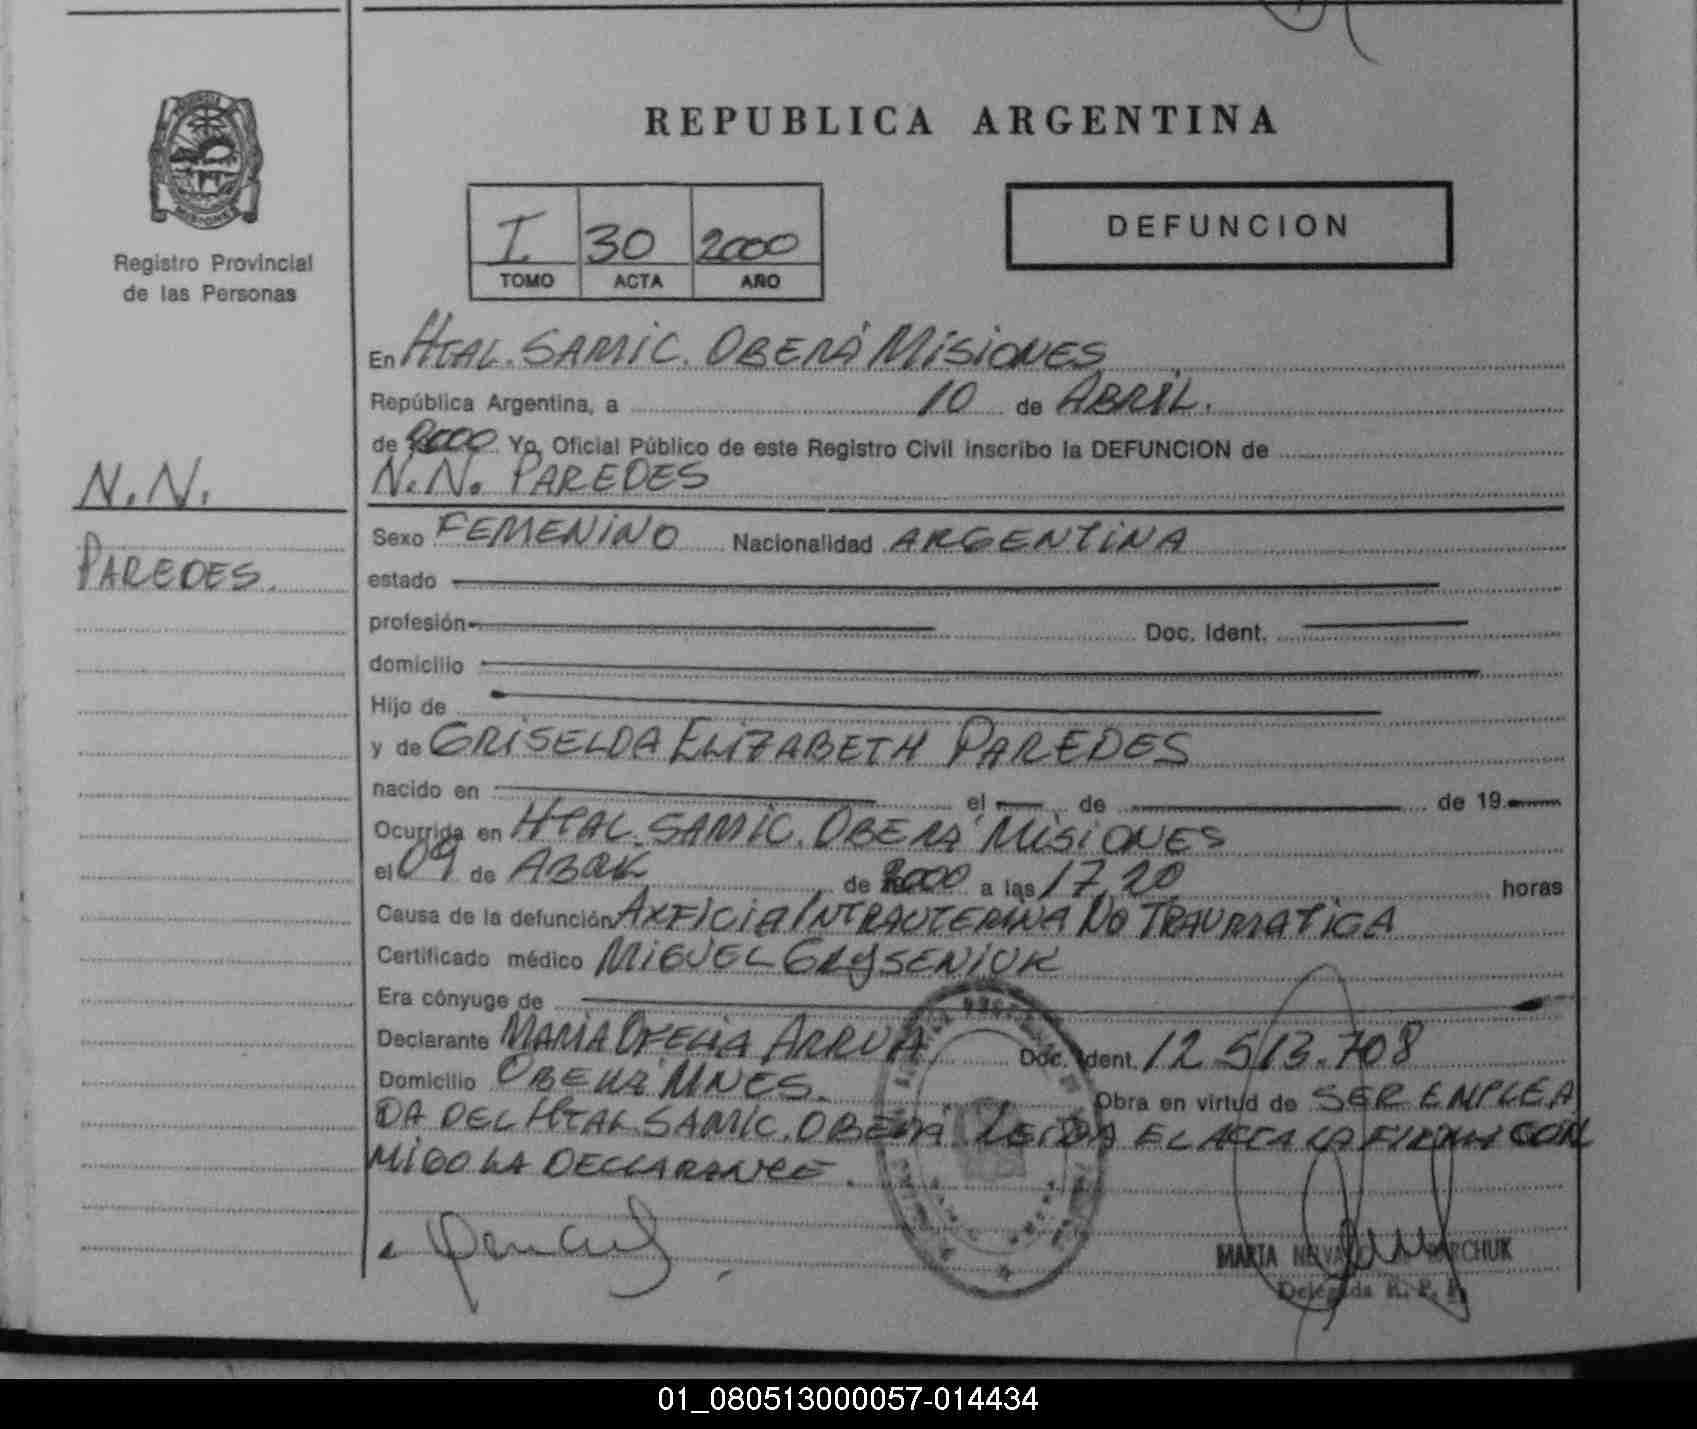 REPUBLICA ARGENTINA
MISIONES
Registro Provincial
de las Personas
I 30 2000
TOMO ACTA AÑO
DEFUNCION
N.N.
PAREDES.
En HTAL. SAMIC. OBERÁ MISIONES
República Argentina, a 10 de ABRIL.
de 2000 Yo, Oficial Público de este Registro Civil inscribo la DEFUNCION de
N.N. PAREDES
Sexo FEMENINO Nacionalidad ARGENTINA
estado
profesión Doc. Ident.
domicilio
Hijo de
y de GRISELDA ELIZABETH PAREDES
nacido en el de de 19
Ocurrida en HTAL. SAMIC. OBERÁ MISIONES
el 09 de ABRIL de 2000 a las 17,20 horas
Causa de la defunción AXFICIA INTRAUTERINA NO TRAUMATICA
Certificado médico MIGUEL GRYSENIUK
Era cónyuge de
Declarante MARIA OFELIA ARRUA Doc. Ident. 12.513.708
Domicilio OBERÁ MNES. Obra en virtud de SER EMPLEA
DA DEL HTAL SAMIC. OBERÁ. LEIDA EL ACTA LA FIRMA CON
MIGO LA DECLARANTE.
MARTA NELVA
Delegada R. P. P.
01_080513000057-014434